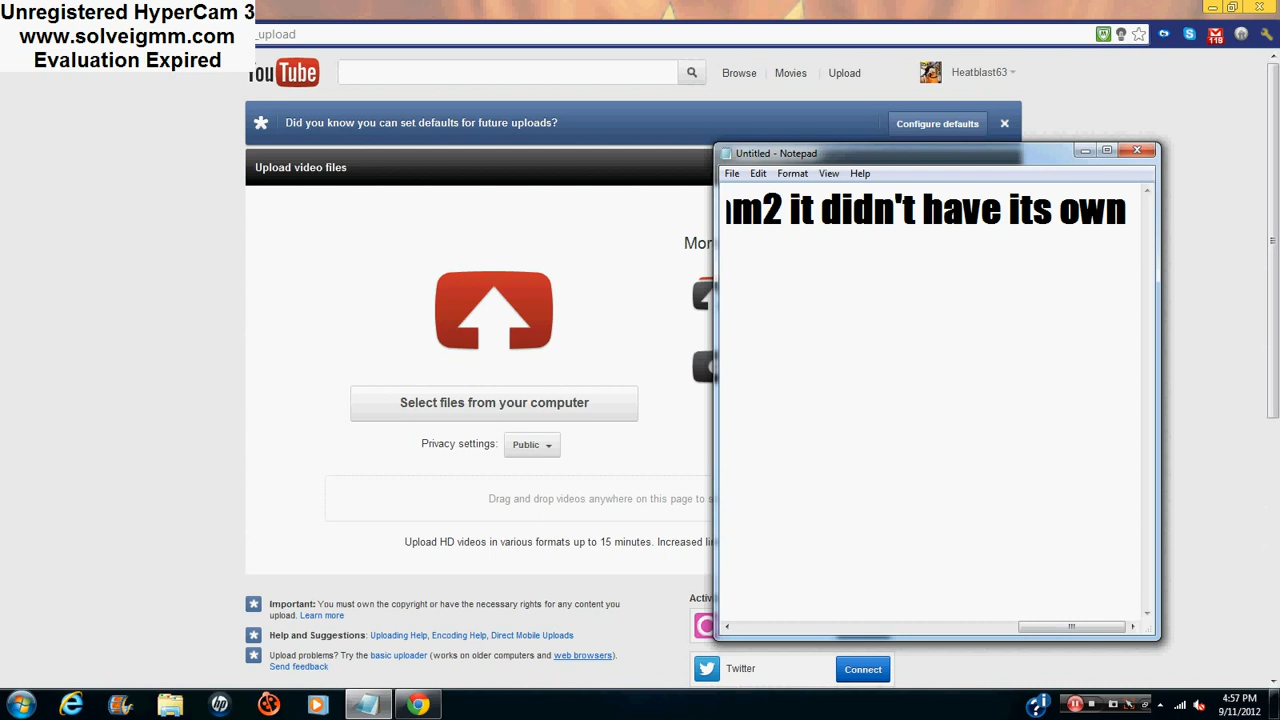 Unregistered HyperCam 3
www.solveigmm.com
Evaluation Expired
_upload
119
YouTube
Browse Movies Upload Heatblast63
Did you know you can set defaults for future uploads? Configure defaults
Untitled - Notepad
Upload video files
File Edit Format View Help
m2 it didn't have its own
Select files from your computer
Privacy settings: Public
Drag and drop videos anywhere on this page to
Upload HD videos in various formats up to 15 minutes. Increased
Important: You must own the copyright or have the necessary rights for any content you
upload. Learn more
Help and Suggestions: Uploading Help, Encoding Help, Direct Mobile Uploads
Upload problems? Try the basic uploader (works on older computers and web browsers).
Send feedback
Twitter Connect
hp
4:57 PM
9/11/2012